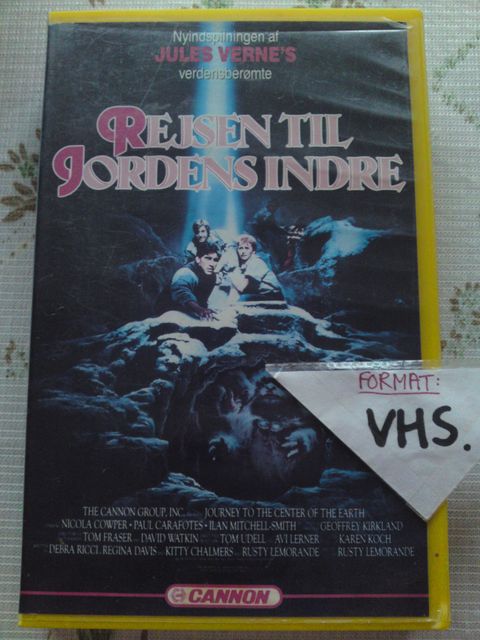 Nyindspilningen af
JULES VERNE'S
verdensberømte
REJSEN TIL
JORDENS INDRE
FORMAT:
VHS.
THE CANNON GROUP, INC. JOURNEY TO THE CENTER OF THE EARTH
NICOLA COWPER · PAUL CARAFOTES · ILAN MITCHELL-SMITH GEOFFREY KIRKLAND
TOM FRASER DAVID WATKIN TOM UDELL AVI LERNER KAREN KOCH
DEBRA RICCI, REGINA DAVIS KITTY CHALMERS RUSTY LEMORANDE RUSTY LEMORANDE
CANNON